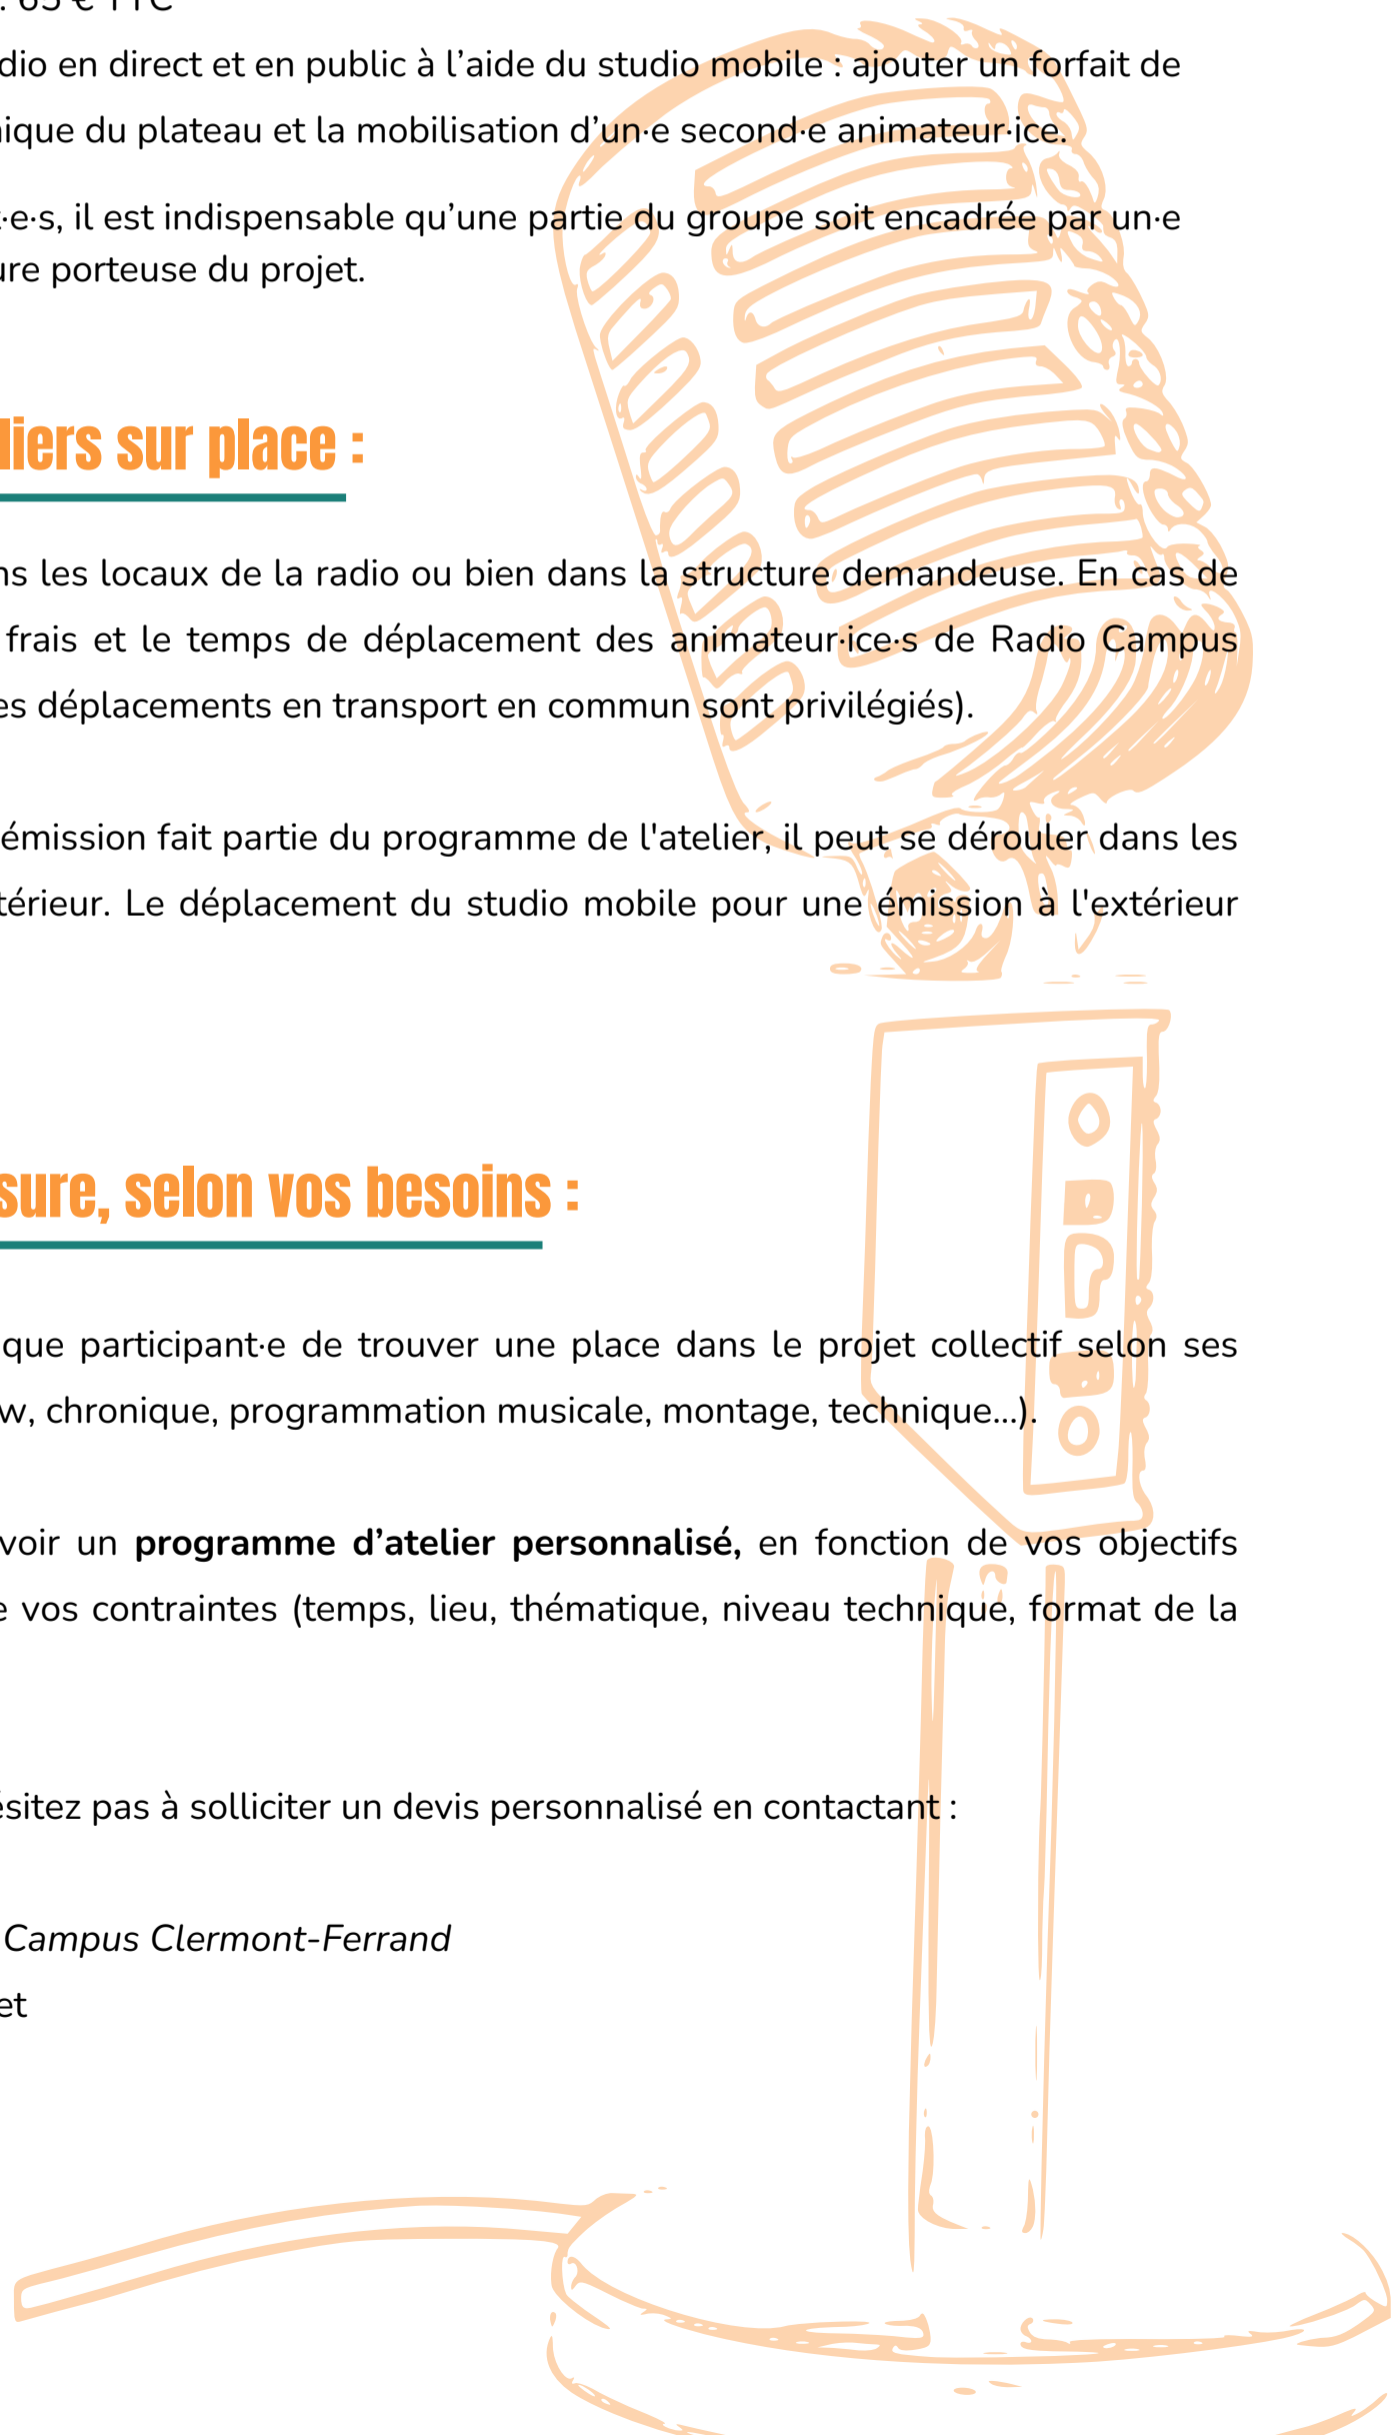 : 65 € TTC
dio en direct et en public à l’aide du studio mobile : ajouter un forfait de
nique du plateau et la mobilisation d’un·e second·e animateur·ice.
·e·s, il est indispensable qu’une partie du groupe soit encadrée par un·e
ure porteuse du projet.
liers sur place :
ns les locaux de la radio ou bien dans la structure demandeuse. En cas de
frais et le temps de déplacement des animateur·ice·s de Radio Campus
es déplacements en transport en commun sont privilégiés).
émission fait partie du programme de l'atelier, il peut se dérouler dans les
térieur. Le déplacement du studio mobile pour une émission à l'extérieur
sure, selon vos besoins :
que participant·e de trouver une place dans le projet collectif selon ses
w, chronique, programmation musicale, montage, technique...).
voir un programme d’atelier personnalisé, en fonction de vos objectifs
e vos contraintes (temps, lieu, thématique, niveau technique, format de la
ésitez pas à solliciter un devis personnalisé en contactant :
Campus Clermont-Ferrand
et